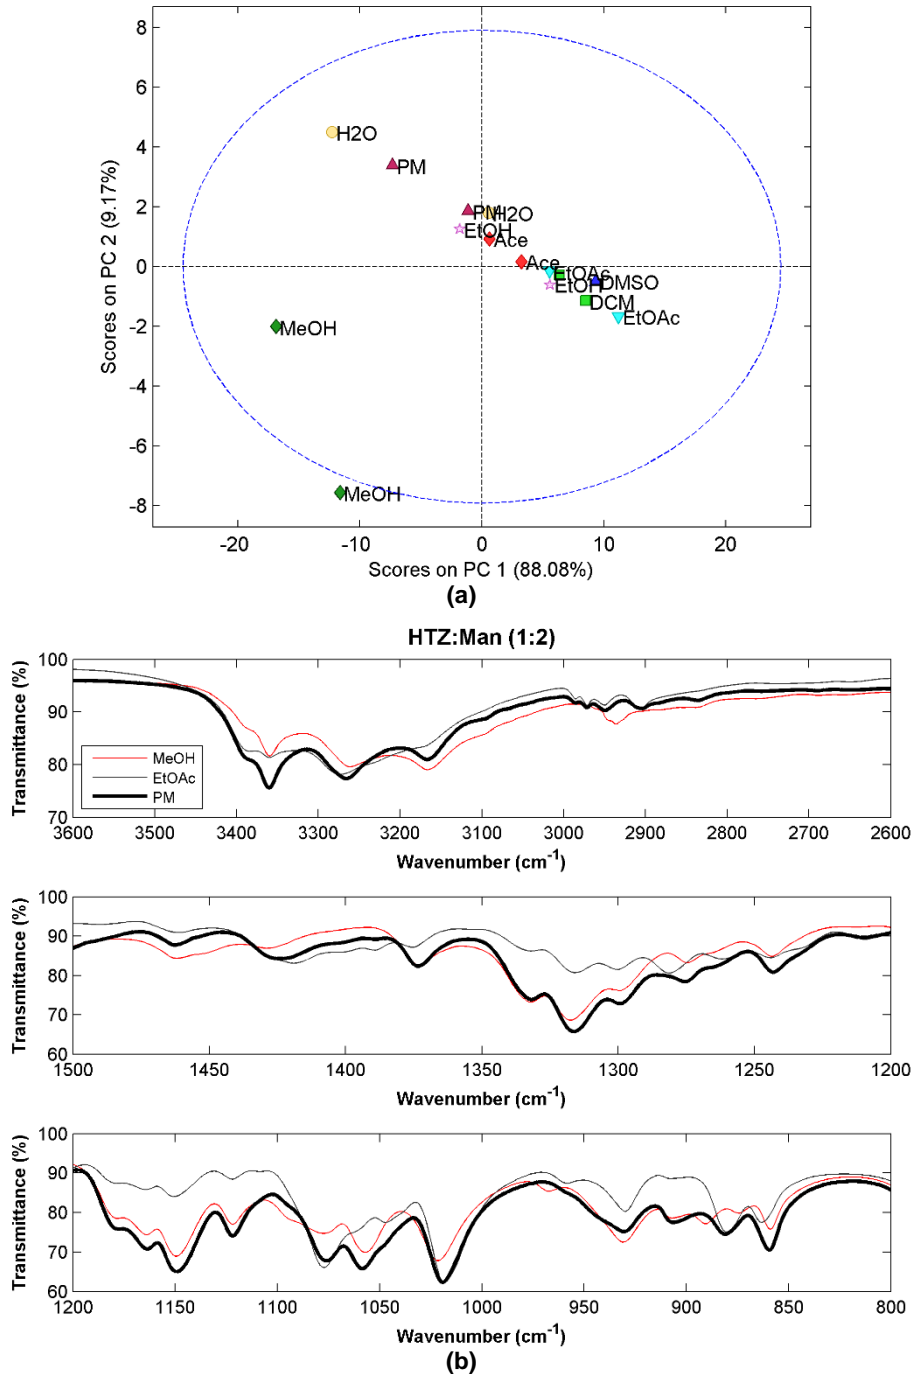 8
6
4
2
0
-2
-4
-6
-8
Scores on PC 2 (9.17%)
H2O
PM
PM
H2O
EtOH
Ace
Ace
EtOAc
EtOH
DMSO
DCM
EtOAc
MeOH
MeOH
-20 -10 0 10 20
Scores on PC 1 (88.08%)
(a)
HTZ:Man (1:2)
100
90
80
70
Transmittance (%)
MeOH
EtOAc
PM
3600 3500 3400 3300 3200 3100 3000 2900 2800 2700 2600
Wavenumber (cm⁻¹)
100
90
80
70
60
Transmittance (%)
1500 1450 1400 1350 1300 1250 1200
Wavenumber (cm⁻¹)
100
90
80
70
60
Transmittance (%)
1200 1150 1100 1050 1000 950 900 850 800
Wavenumber (cm⁻¹)
(b)